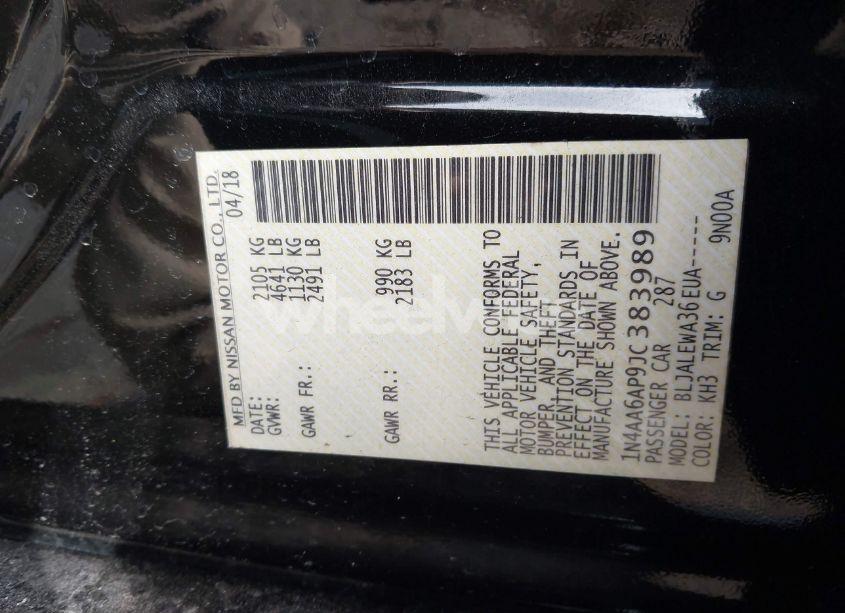 MFD BY NISSAN MOTOR CO., LTD.
DATE: 04/18
GVWR: 2105 KG
4641 LB
GAWR FR.: 1130 KG
2491 LB
GAWR RR.: 990 KG
2183 LB
THIS VEHICLE CONFORMS TO
ALL APPLICABLE FEDERAL
MOTOR VEHICLE SAFETY,
BUMPER, AND THEFT
PREVENTION STANDARDS IN
EFFECT ON THE DATE OF
MANUFACTURE SHOWN ABOVE.
1N4AA6AP9JC383989
PASSENGER CAR 287
MODEL: BLJALEWA36EUA-----
COLOR: KH3 TRIM: G 9N00A